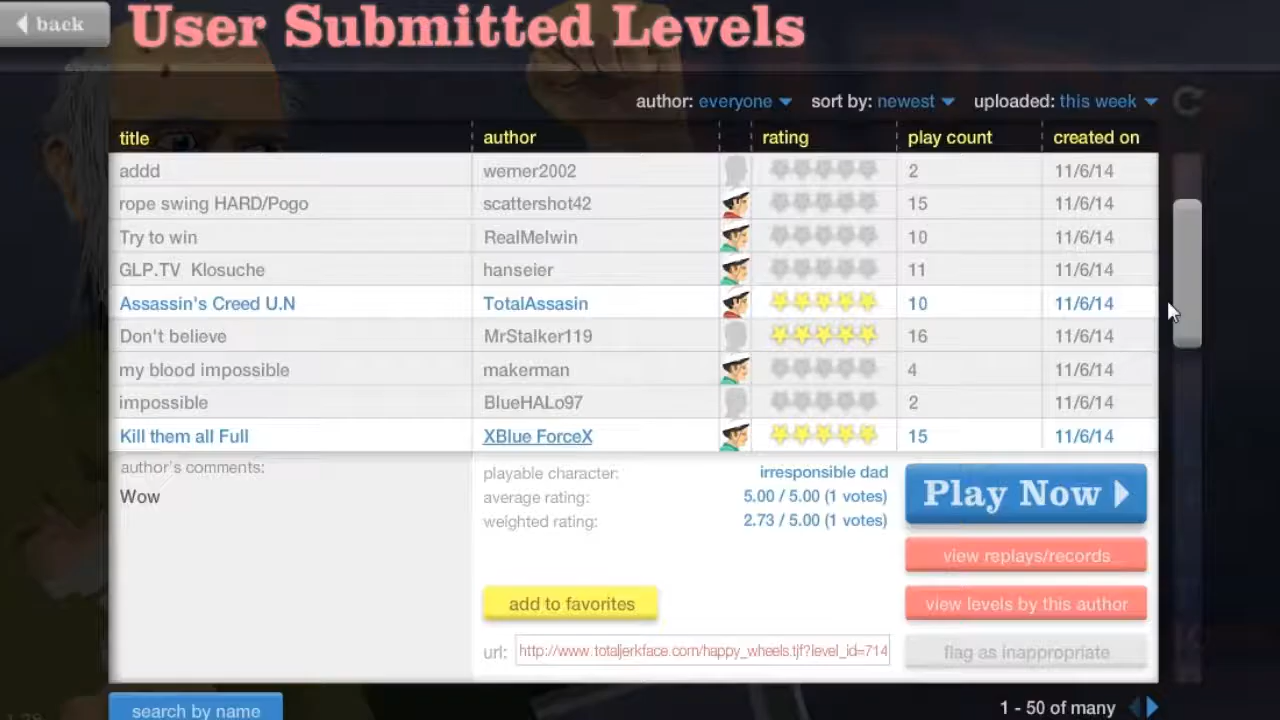 back
User Submitted Levels
author: everyone sort by: newest uploaded: this week
title author rating play count created on
addd werner2002 2 11/6/14
rope swing HARD/Pogo scattershot42 15 11/6/14
Try to win RealMelwin 10 11/6/14
GLP.TV Klosuche hanseier 11 11/6/14
Assassin's Creed U.N TotalAssasin 10 11/6/14
Don't believe MrStalker119 16 11/6/14
my blood impossible makerman 4 11/6/14
impossible BlueHALo97 2 11/6/14
Kill them all Full XBlue ForceX 15 11/6/14
author's comments:
Wow
playable character: irresponsible dad
average rating: 5.00 / 5.00 (1 votes)
weighted rating: 2.73 / 5.00 (1 votes)
add to favorites
url: http://www.totaljerkface.com/happy_wheels.tjf?level_id=714
Play Now
view replays/records
view levels by this author
flag as inappropriate
search by name
1 - 50 of many